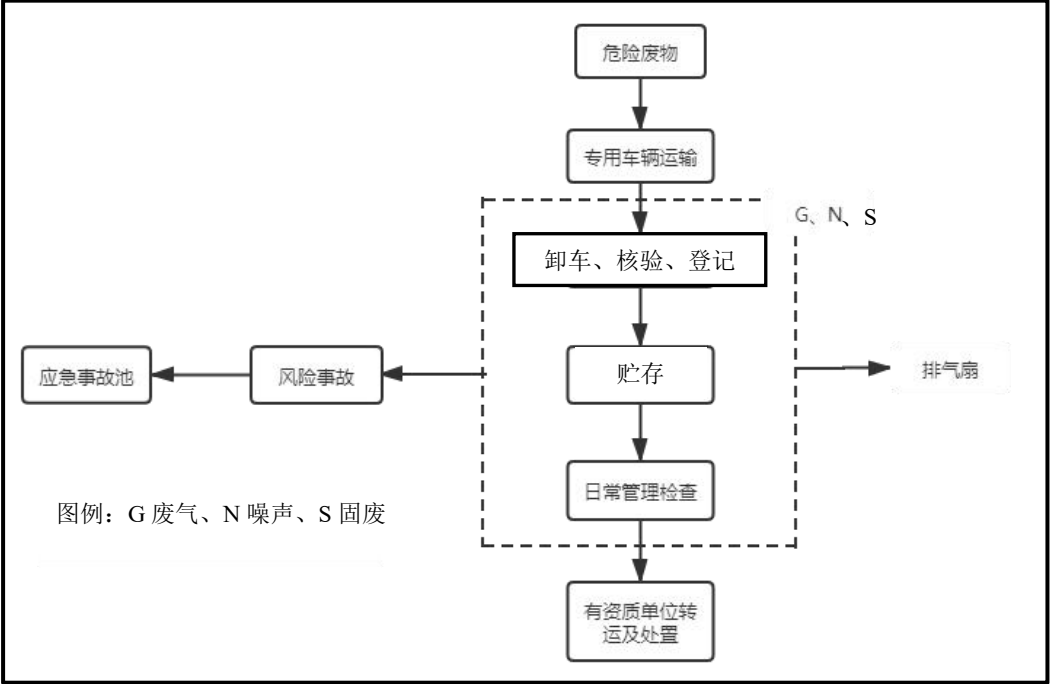 危险废物
专用车辆运输
G、N、S
卸车、核验、登记
应急事故池
风险事故
贮存
排气扇
日常管理检查
图例：G 废气、N 噪声、S 固废
有资质单位转
运及处置